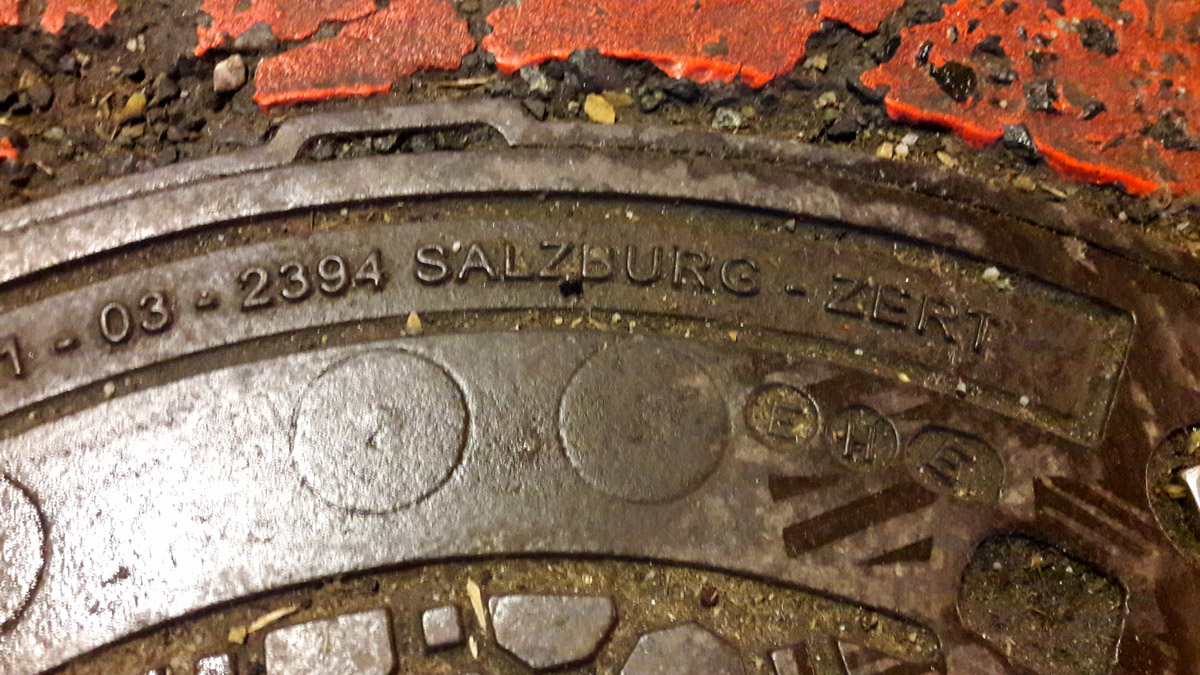 1 - 03 - 2394 SALZBURG - ZERT
E H E